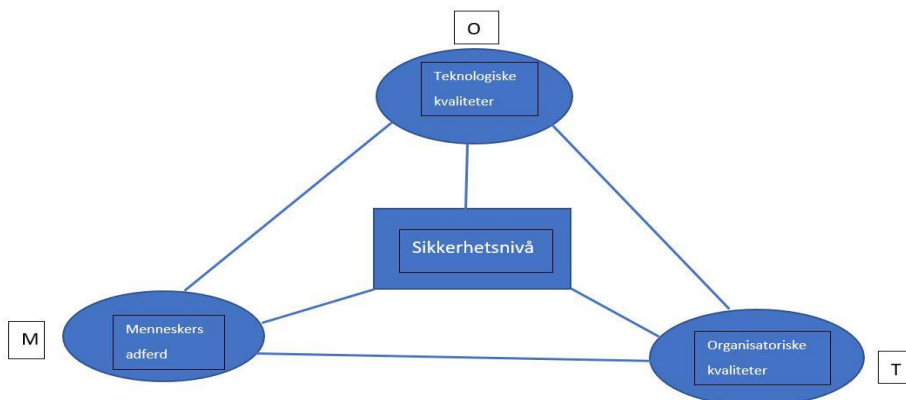 O
Teknologiske
kvaliteter
Sikkerhetsnivå
M
Menneskers
adferd
Organisatoriske
kvaliteter
T